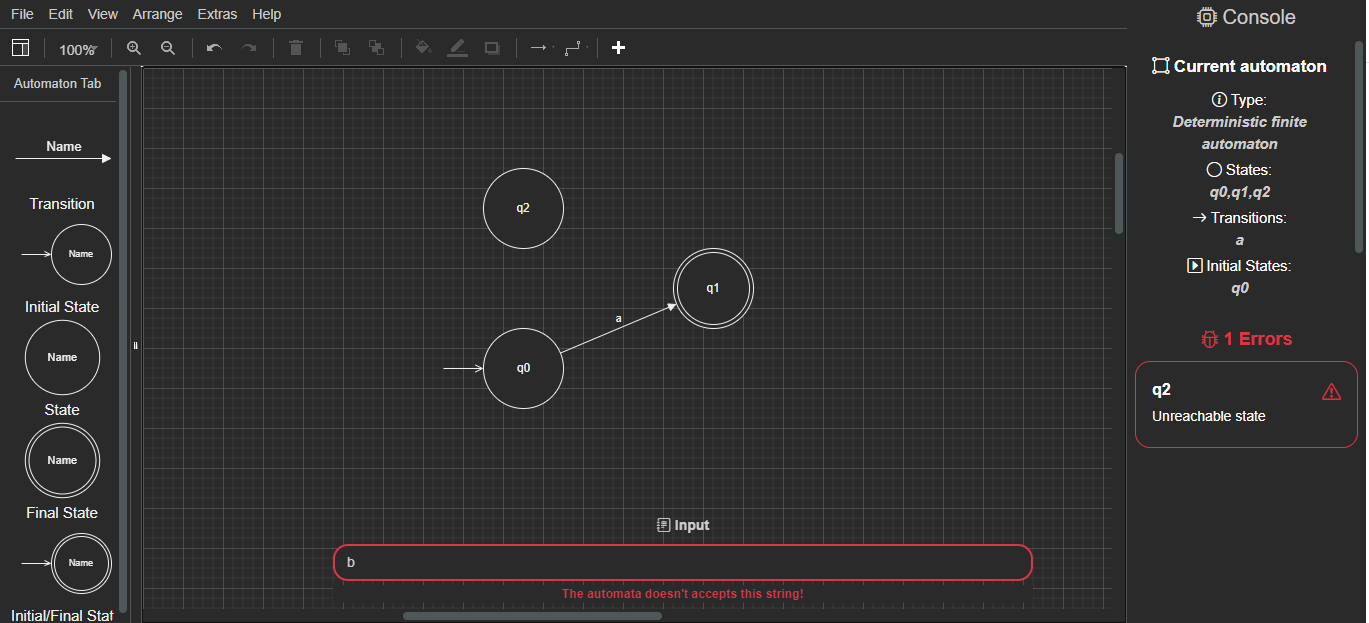 File Edit View Arrange Extras Help
100%
Automaton Tab
Name
Transition
Name
Initial State
Name
State
Name
Final State
Name
Initial/Final Stat
q2
q1
a
q0
Input
b
The automata doesn't accepts this string!
Console
Current automaton
Type:
Deterministic finite
automaton
States:
q0,q1,q2
Transitions:
a
Initial States:
q0
1 Errors
q2
Unreachable state